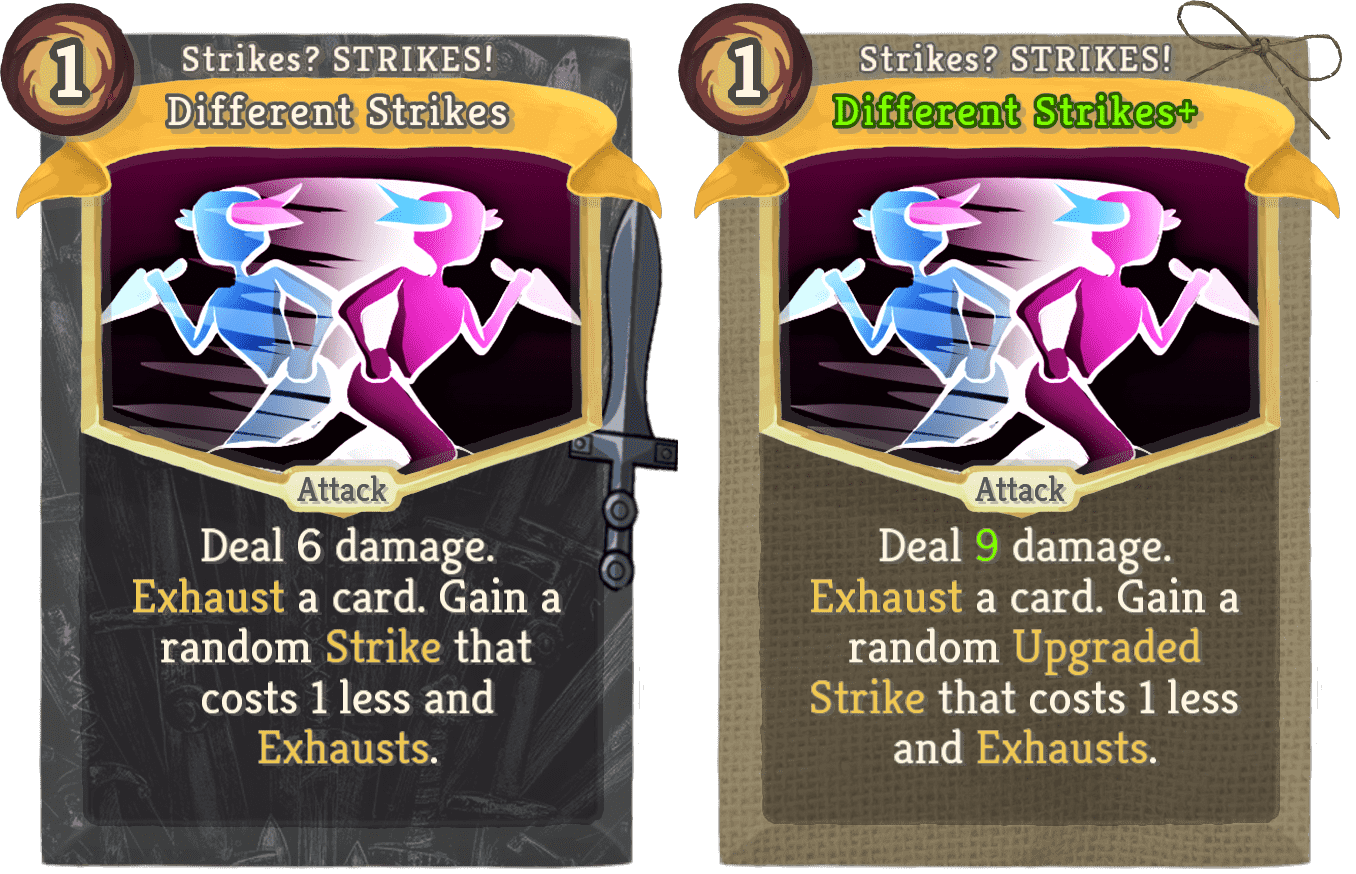 1
Strikes? STRIKES!
Different Strikes
Attack
Deal 6 damage.
Exhaust a card. Gain a
random Strike that
costs 1 less and
Exhausts.
1
Strikes? STRIKES!
Different Strikes+
Attack
Deal 9 damage.
Exhaust a card. Gain a
random Upgraded
Strike that costs 1 less
and Exhausts.